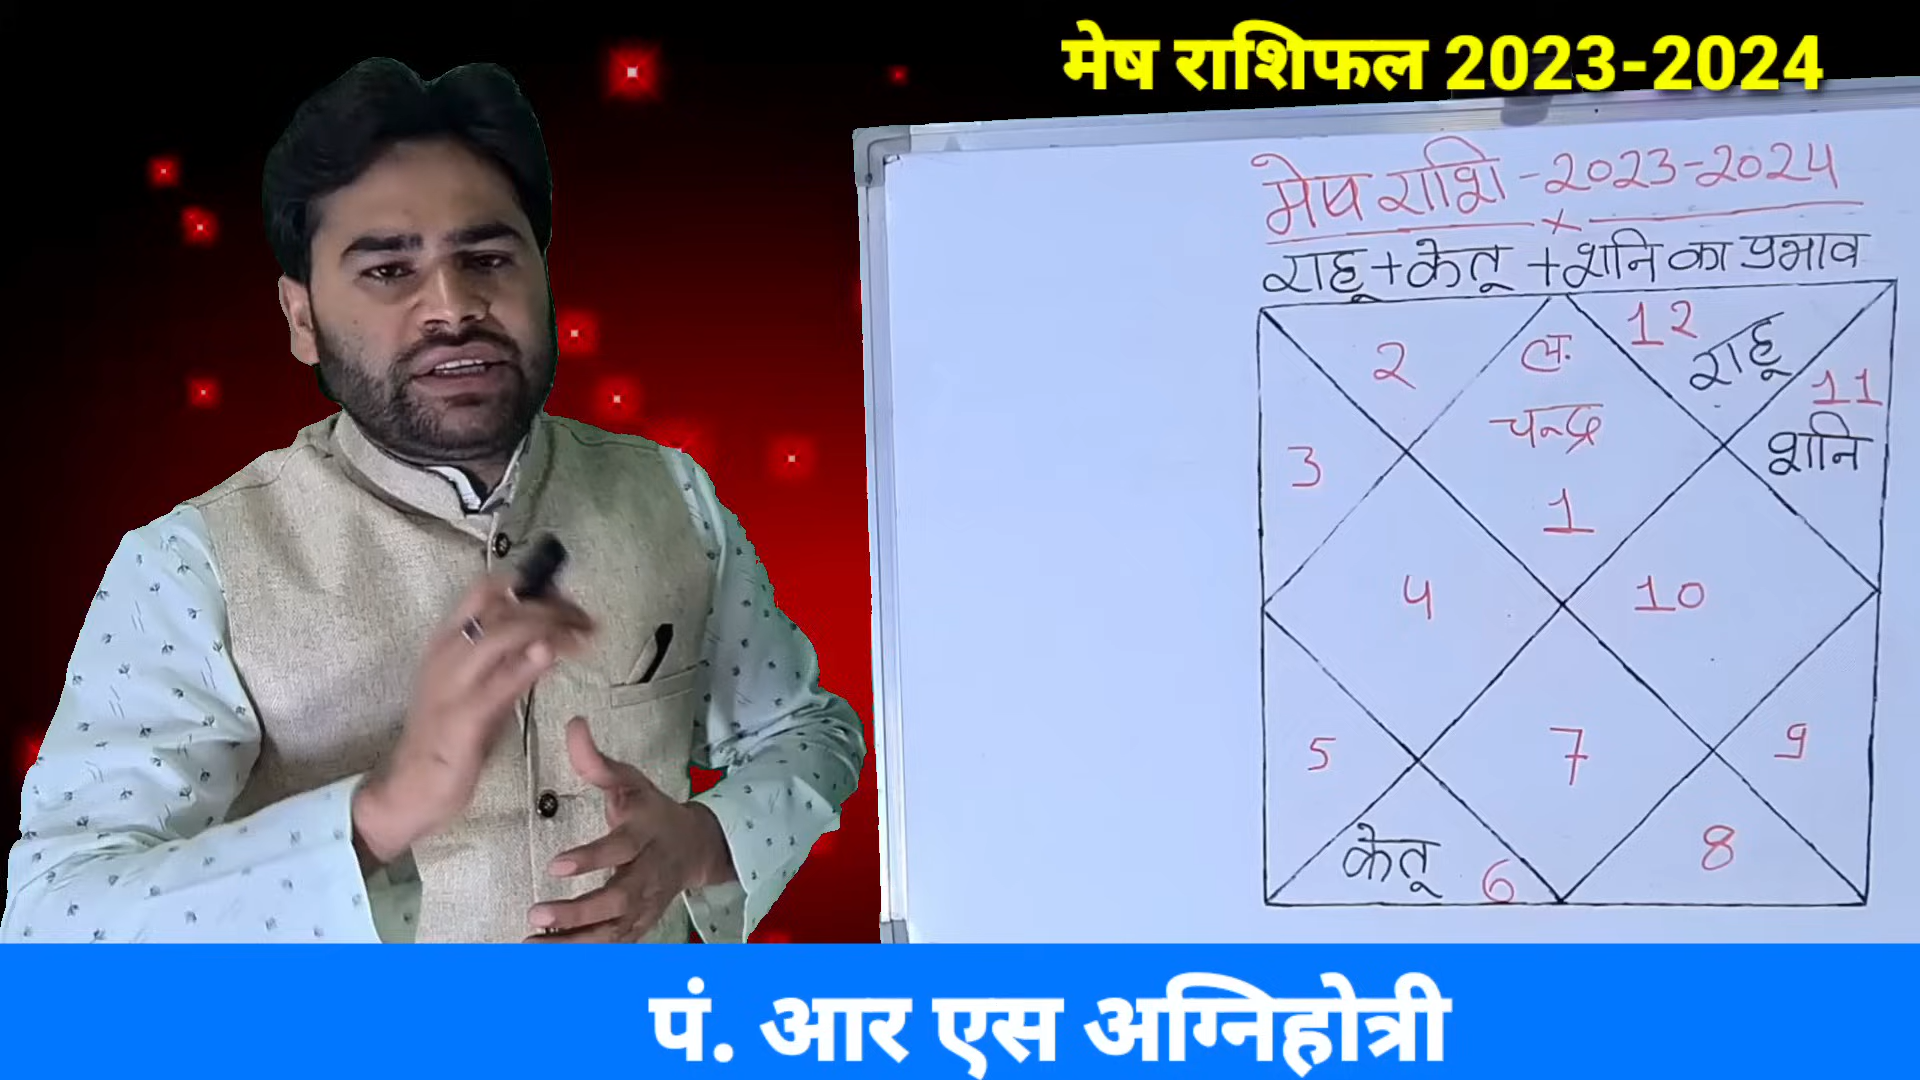 मेष राशिफल 2023-2024
मेष राशि - 2023-2024
x
राहू + केतू + शनि का प्रभाव
2 ल. 12 राहू
11
शनि
3 चन्द्र
1
4 10
5 7 9
केतू 6 8
पं. आर एस अग्निहोत्री